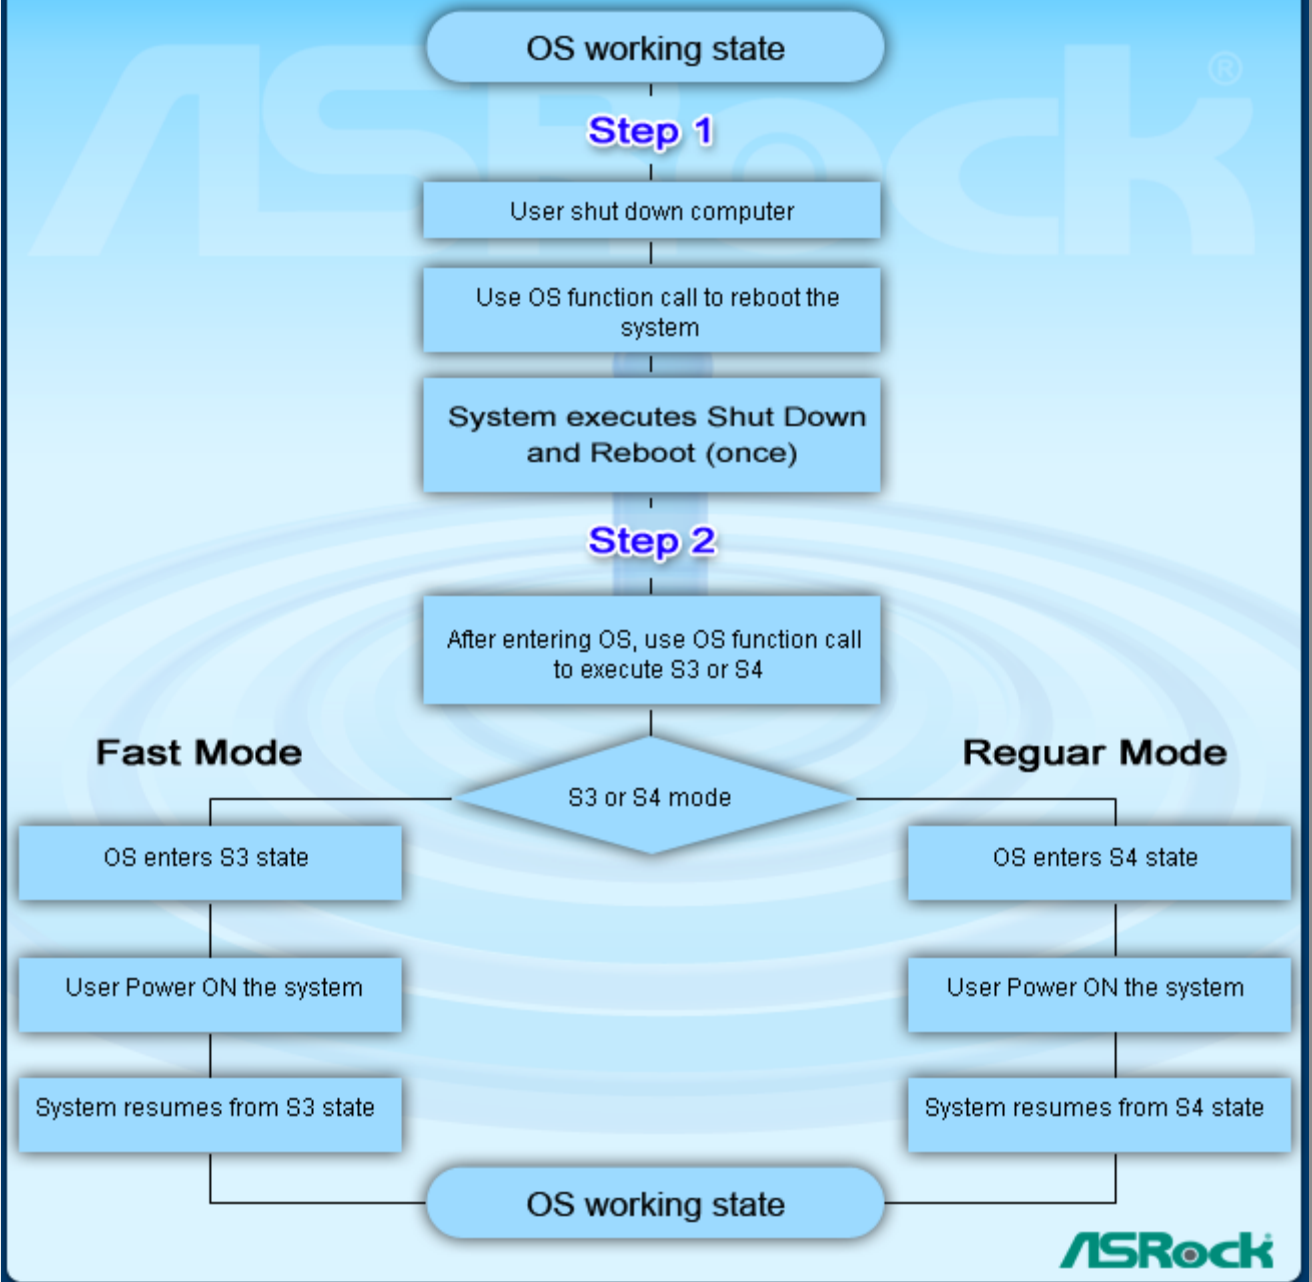 OS working state
ASRock ®
Step 1
User shut down computer
Use OS function call to reboot the
system
System executes Shut Down
and Reboot (once)
Step 2
After entering OS, use OS function call
to execute S3 or S4
Fast Mode
Reguar Mode
S3 or S4 mode
OS enters S3 state
OS enters S4 state
User Power ON the system
User Power ON the system
System resumes from S3 state
System resumes from S4 state
OS working state
ASRock